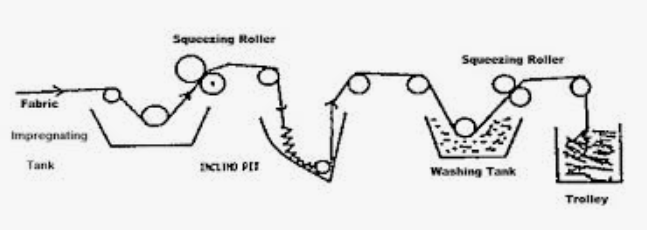 Squeezing Roller
Squeezing Roller
Fabric
Impregnating
Tank
INCLIND PIT
Washing Tank
Trolley